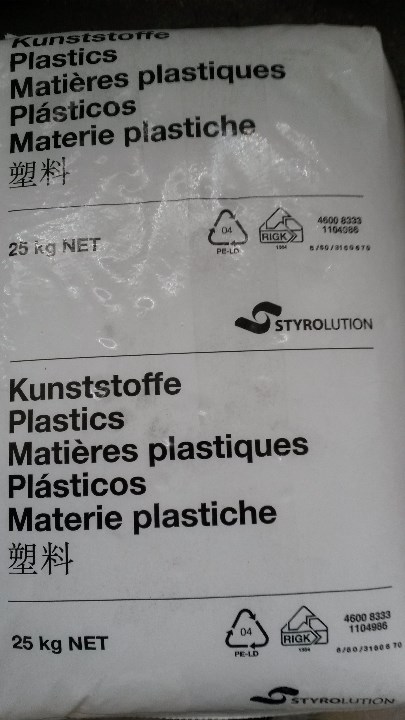 Kunststoffe
Plastics
Matières plastiques
Plásticos
Materie plastiche
塑料
25 kg NET
04
PE-LD
RIGK
4600 8333
1104986
STYROLUTION
Kunststoffe
Plastics
Matières plastiques
Plásticos
Materie plastiche
塑料
25 kg NET
04
PE-LD
RIGK
4600 8333
1104986
STYROLUTION